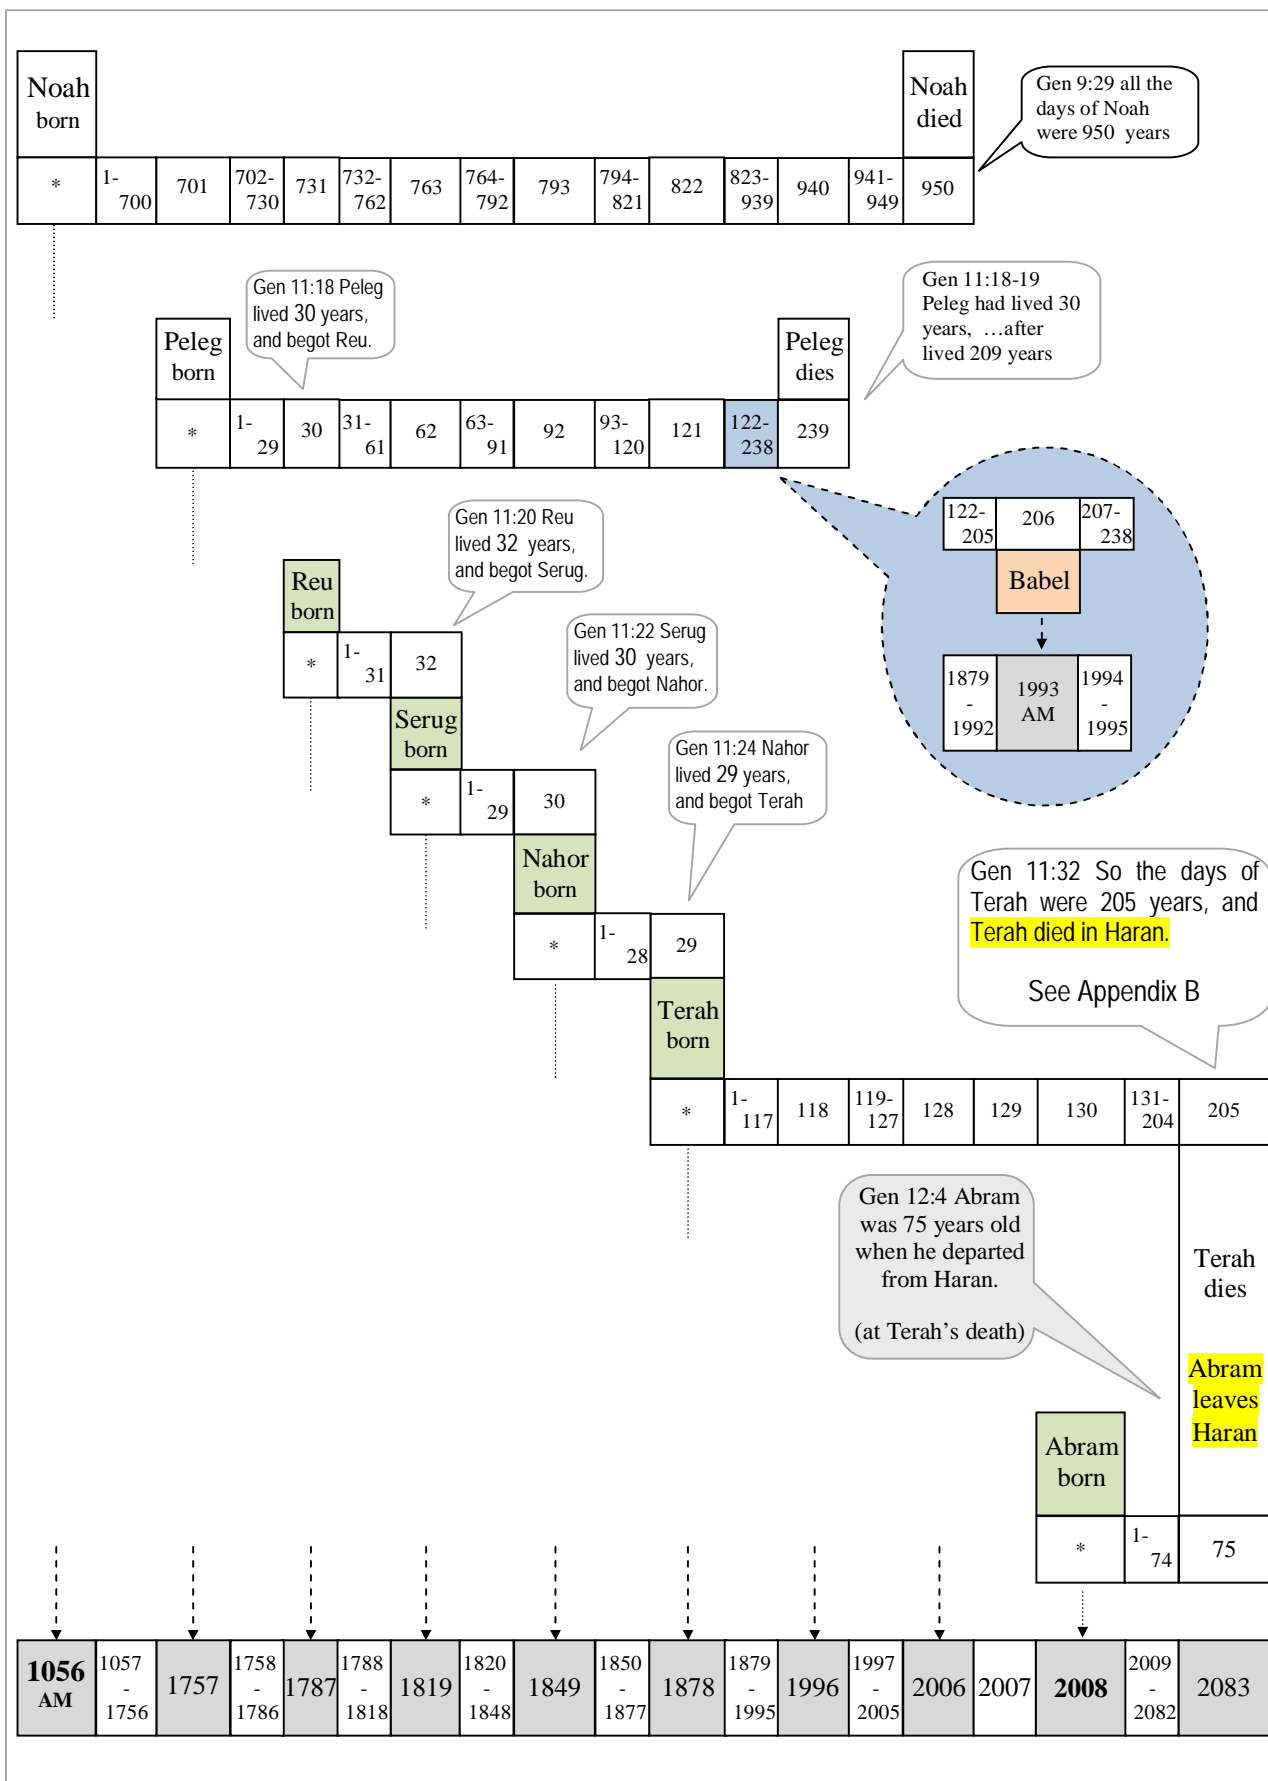 Noah
born
Noah
died
Gen 9:29 all the
days of Noah
were 950 years
* 1-700 701 702-730 731 732-762 763 764-792 793 794-821 822 823-939 940 941-949 950
Gen 11:18 Peleg
lived 30 years,
and begot Reu.
Gen 11:18-19
Peleg had lived 30
years, …after
lived 209 years
Peleg
born
Peleg
dies
* 1-29 30 31-61 62 63-91 92 93-120 121 122-238 239
122-205 206 207-238
Babel
1879-1992 1993 AM 1994-1995
Gen 11:20 Reu
lived 32 years,
and begot Serug.
Reu
born
* 1-31 32
Gen 11:22 Serug
lived 30 years,
and begot Nahor.
Serug
born
* 1-29 30
Gen 11:24 Nahor
lived 29 years,
and begot Terah
Nahor
born
* 1-28 29
Gen 11:32 So the days of
Terah were 205 years, and
Terah died in Haran.
See Appendix B
Terah
born
* 1-117 118 119-127 128 129 130 131-204 205
Gen 12:4 Abram
was 75 years old
when he departed
from Haran.
(at Terah’s death)
Terah
dies
Abram
leaves
Haran
Abram
born
* 1-74 75
1056 AM 1057-1756 1757 1758-1786 1787 1788-1818 1819 1820-1848 1849 1850-1877 1878 1879-1995 1996 1997-2005 2006 2007 2008 2009-2082 2083